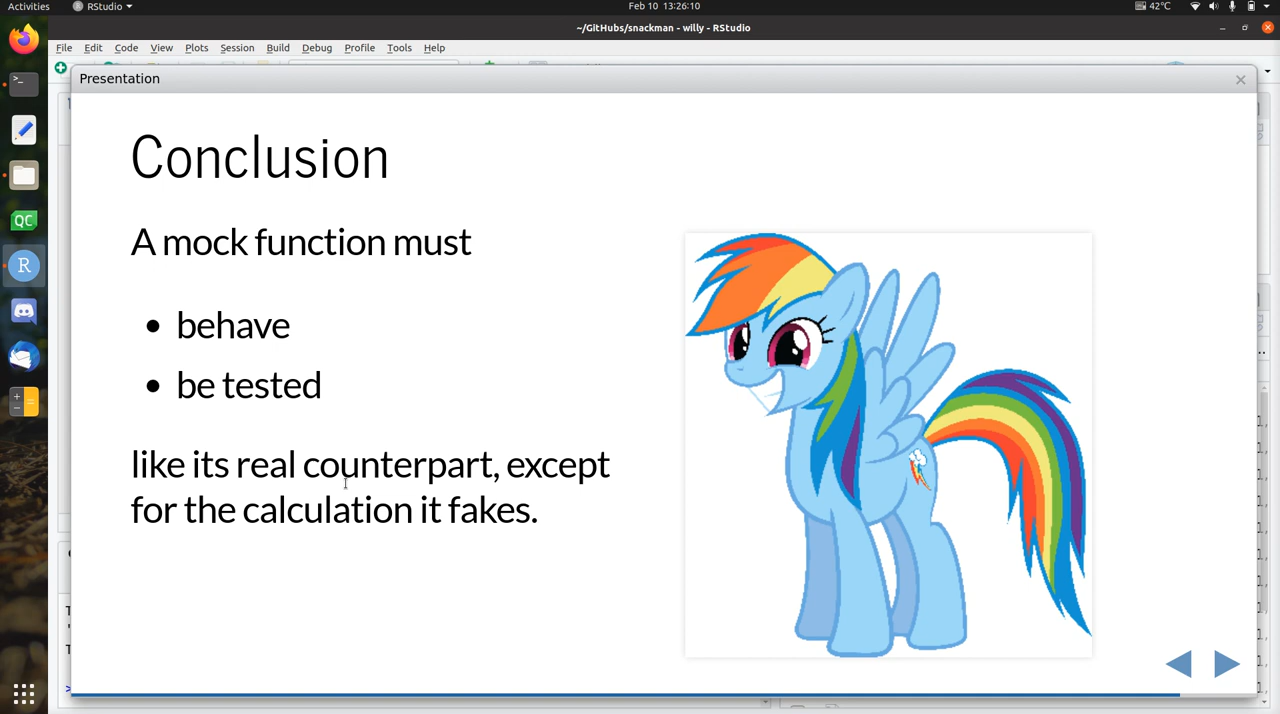 Activities
RStudio
Feb 10 13:26:10
42°C
~/GitHubs/snackman - willy - RStudio
File Edit Code View Plots Session Build Debug Profile Tools Help
Presentation
Conclusion
A mock function must
• behave
• be tested
like its real counterpart, except
for the calculation it fakes.
QC
R